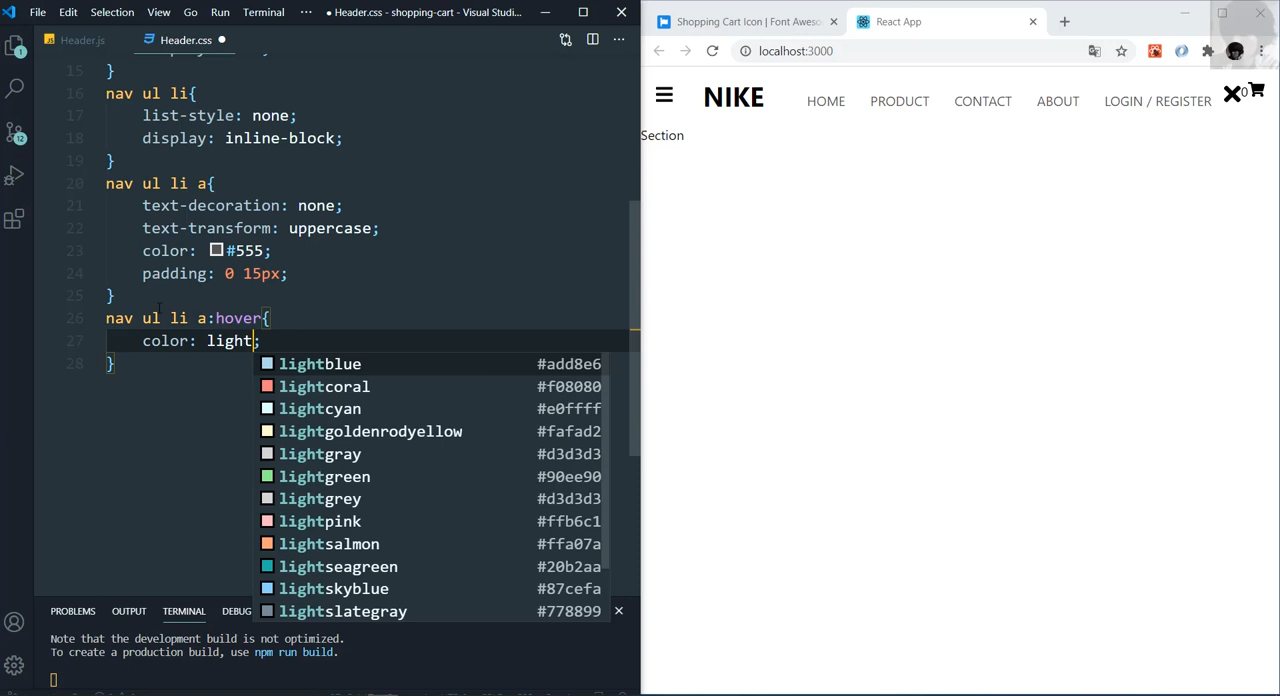 File Edit Selection View Go Run Terminal ··· ● Header.css - shopping-cart - Visual Studi...
Header.js Header.css ●
15 }
16 nav ul li{
17 list-style: none;
18 display: inline-block;
19 }
20 nav ul li a{
21 text-decoration: none;
22 text-transform: uppercase;
23 color: #555;
24 padding: 0 15px;
25 }
26 nav ul li a:hover{
27 color: light;
28 }
lightblue #add8e6
lightcoral #f08080
lightcyan #e0ffff
lightgoldenrodyellow #fafad2
lightgray #d3d3d3
lightgreen #90ee90
lightgrey #d3d3d3
lightpink #ffb6c1
lightsalmon #ffa07a
lightseagreen #20b2aa
lightskyblue #87cefa
lightslategray #778899
1
12
PROBLEMS OUTPUT TERMINAL DEBUG
Note that the development build is not optimized.
To create a production build, use npm run build.
Shopping Cart Icon | Font Aweso
React App
localhost:3000
NIKE HOME PRODUCT CONTACT ABOUT LOGIN / REGISTER 0
Section